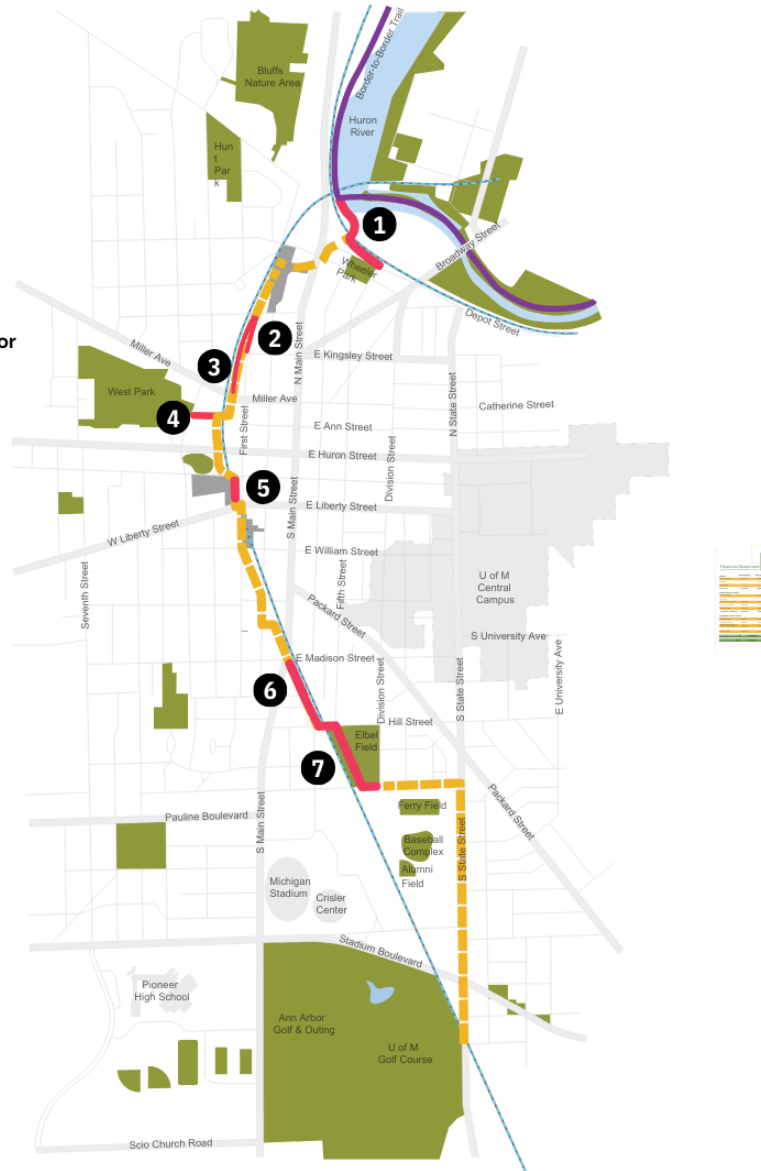 Border-to-Border Trail
Bluffs
Nature Area
Huron
River
Hun
t
Par
k
1
Broadway Street
Wheeler
Park
Depot Street
or
2
N Main Street
Miller Ave
3
E Kingsley Street
West Park
Miller Ave
N State Street
Catherine Street
4
First Street
E Ann Street
Division Street
E Huron Street
5
S Main Street
E Liberty Street
W Liberty Street
E William Street
Seventh Street
Fifth Street
U of M
Central
Campus
Packard Street
S University Ave
E Madison Street
E University Ave
6
Division Street
S State Street
Hill Street
Elbel
Field
7
Packard Street
S Main Street
Pauline Boulevard
Ferry Field
S State Street
Baseball
Complex
Alumni
Field
Michigan
Stadium
Crisler
Center
Stadium Boulevard
Pioneer
High School
Ann Arbor
Golf & Outing
U of M
Golf Course
Scio Church Road